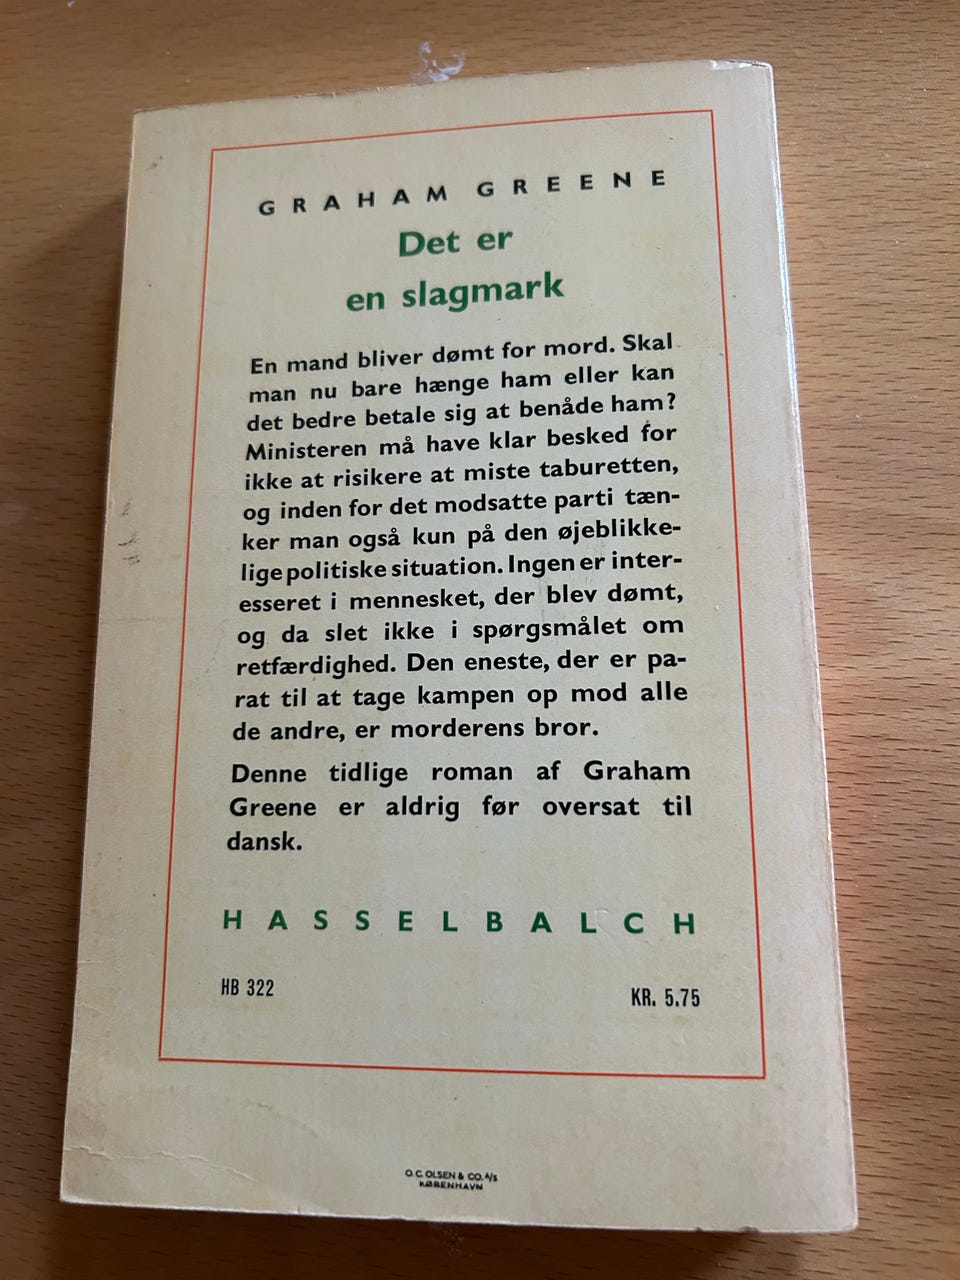 GRAHAM GREENE
Det er
en slagmark
En mand bliver dømt for mord. Skal
man nu bare hænge ham eller kan
det bedre betale sig at benåde ham?
Ministeren må have klar besked for
ikke at risikere at miste taburetten,
og inden for det modsatte parti tæn-
ker man også kun på den øjeblikke-
lige politiske situation. Ingen er inter-
esseret i mennesket, der blev dømt,
og da slet ikke i spørgsmålet om
retfærdighed. Den eneste, der er pa-
rat til at tage kampen op mod alle
de andre, er morderens bror.
Denne tidlige roman af Graham
Greene er aldrig før oversat til
dansk.
HASSELBALCH
HB 322
KR. 5.75
O. C. OLSEN & CO. A/S
KØBENHAVN